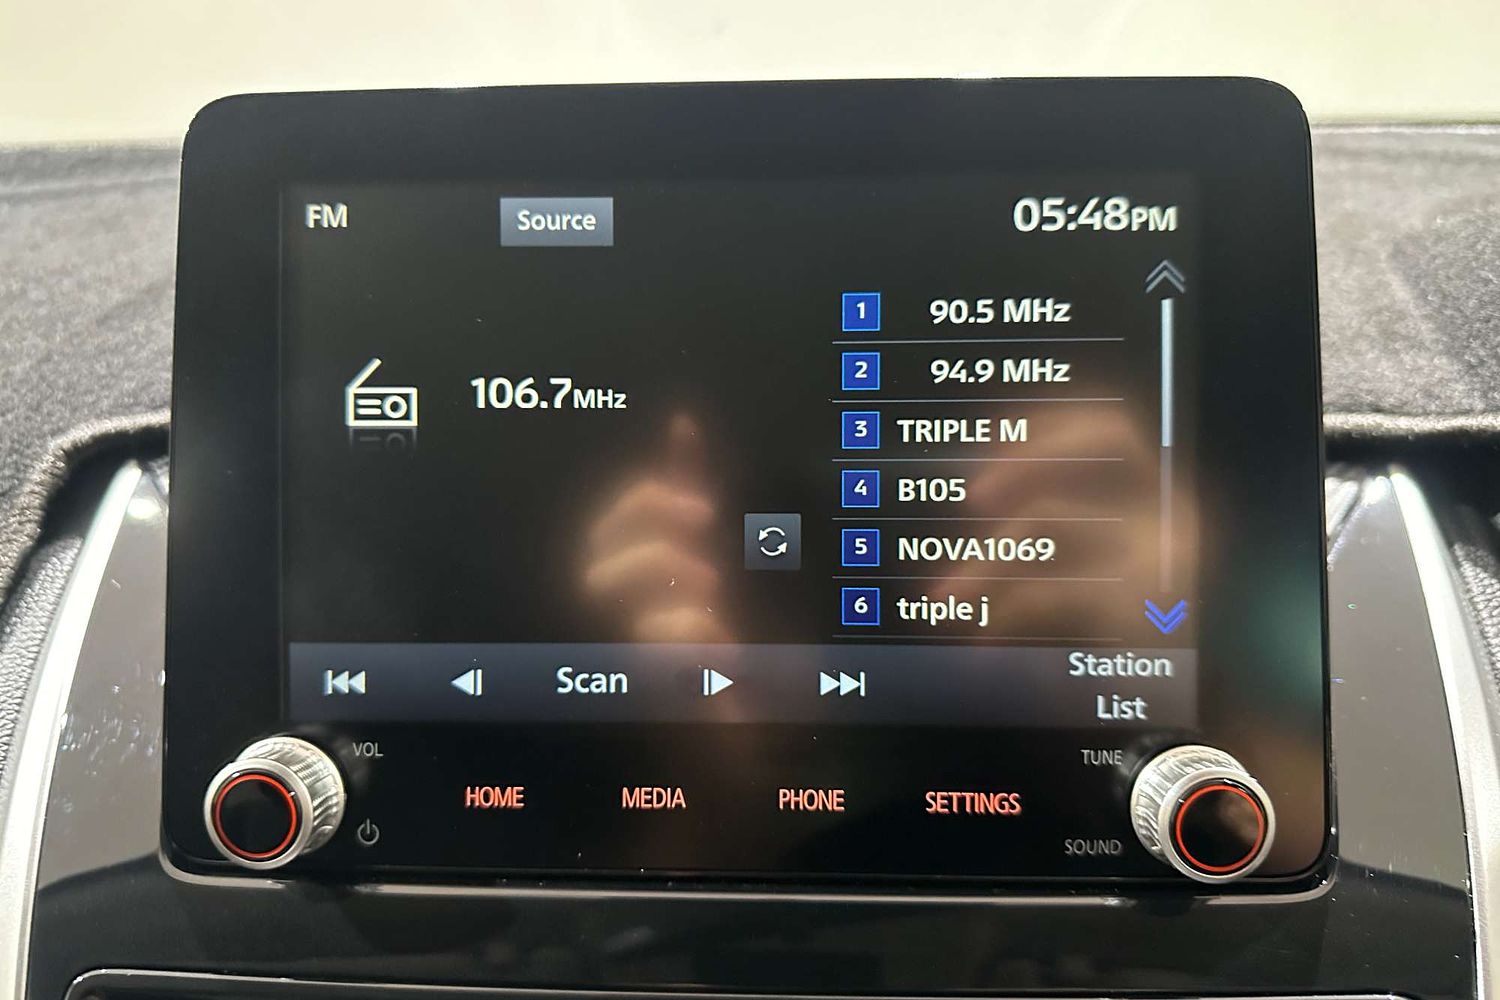 FM
Source
05:48PM
106.7MHz
1 90.5 MHz
2 94.9 MHz
3 TRIPLE M
4 B105
5 NOVA1069
6 triple j
Scan
Station
List
VOL
HOME
MEDIA
PHONE
SETTINGS
TUNE
SOUND